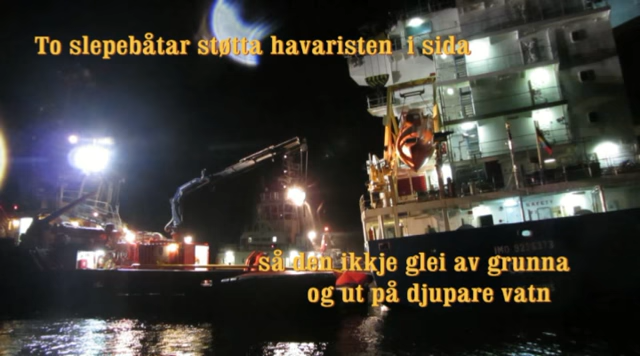 To slepebåtar støtta havaristen i sida
så den ikkje glei av grunna
og ut på djupare vatn